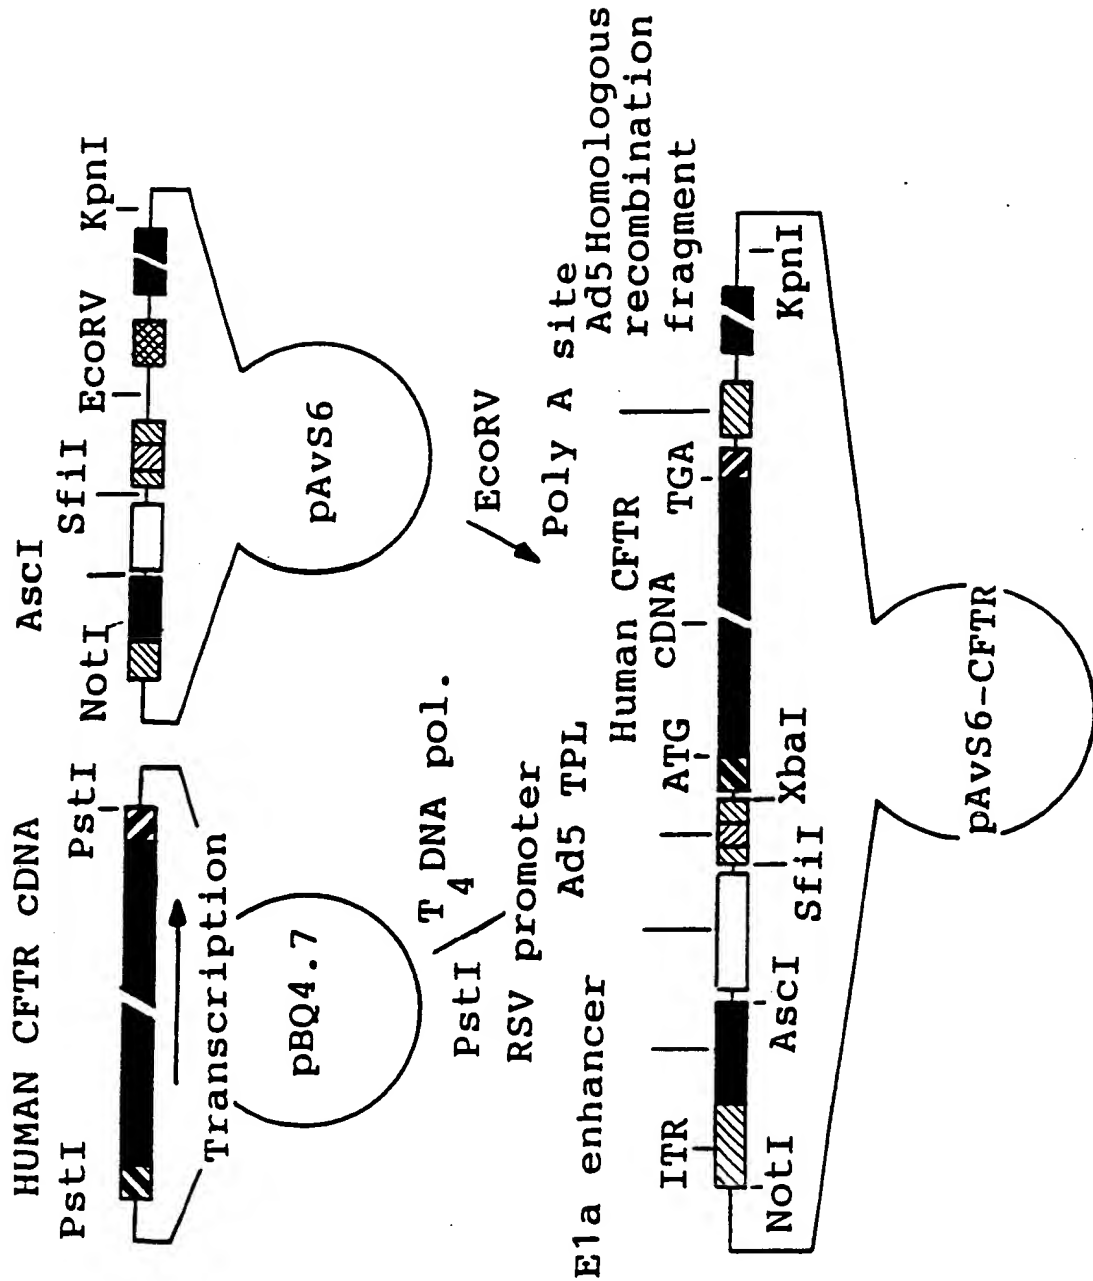 HUMAN CFTR cDNA
PstI
PstI
Transcription
pBQ4.7
AscI
NotI
SfiI
EcoRV
KpnI
pAvS6
PstI
T4 DNA pol.
EcoRV
E1a enhancer
RSV promoter
Ad5 TPL
Poly A site
Ad5 Homologous
recombination
fragment
ITR
ATG
Human CFTR
cDNA
TGA
NotI
AscI
SfiI
XbaI
KpnI
pAvS6-CFTR